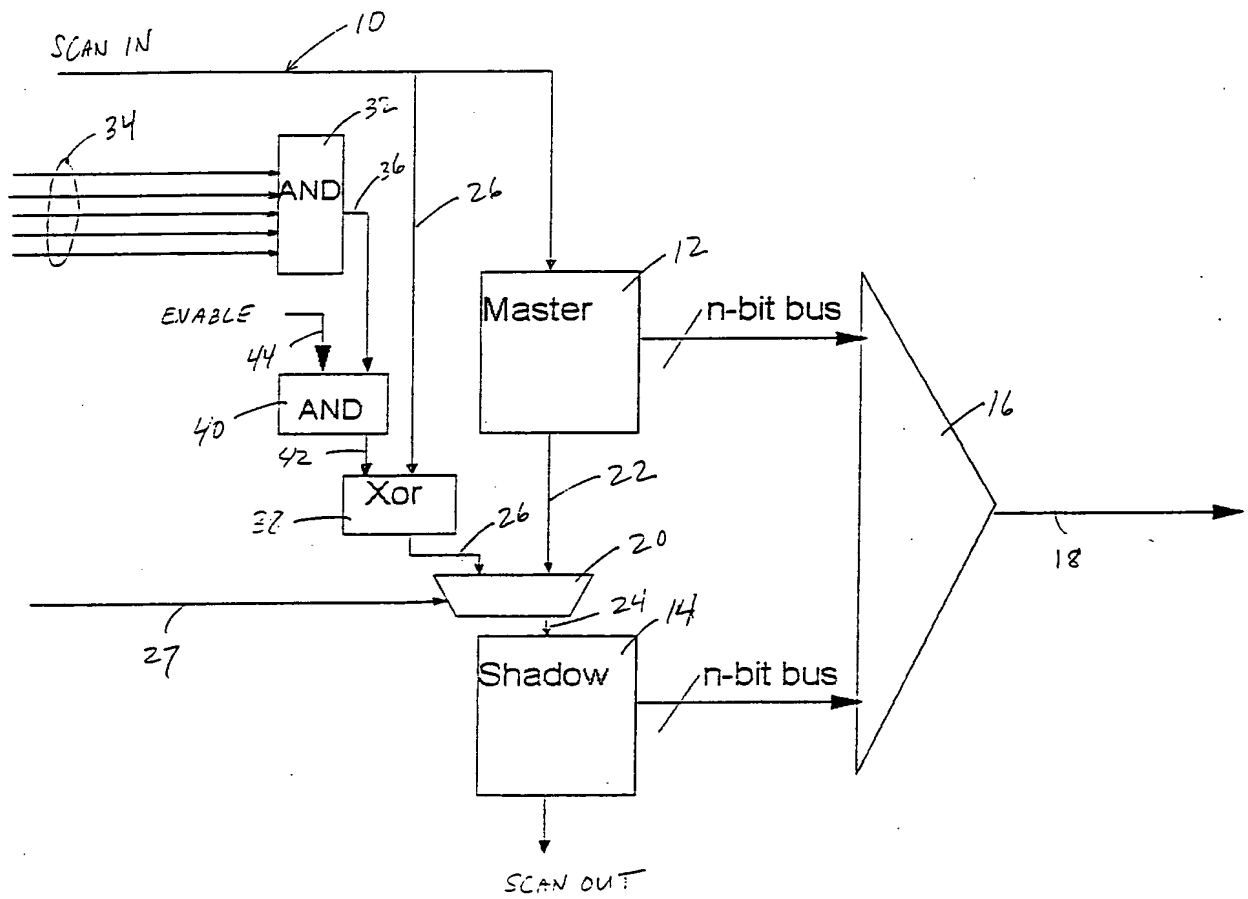 10
SCAN IN
34
32
AND
36
26
12
Master
n-bit bus
ENABLE
44
16
40
AND
42
22
Xor
32
26
20
18
24
14
27
Shadow
n-bit bus
SCAN OUT